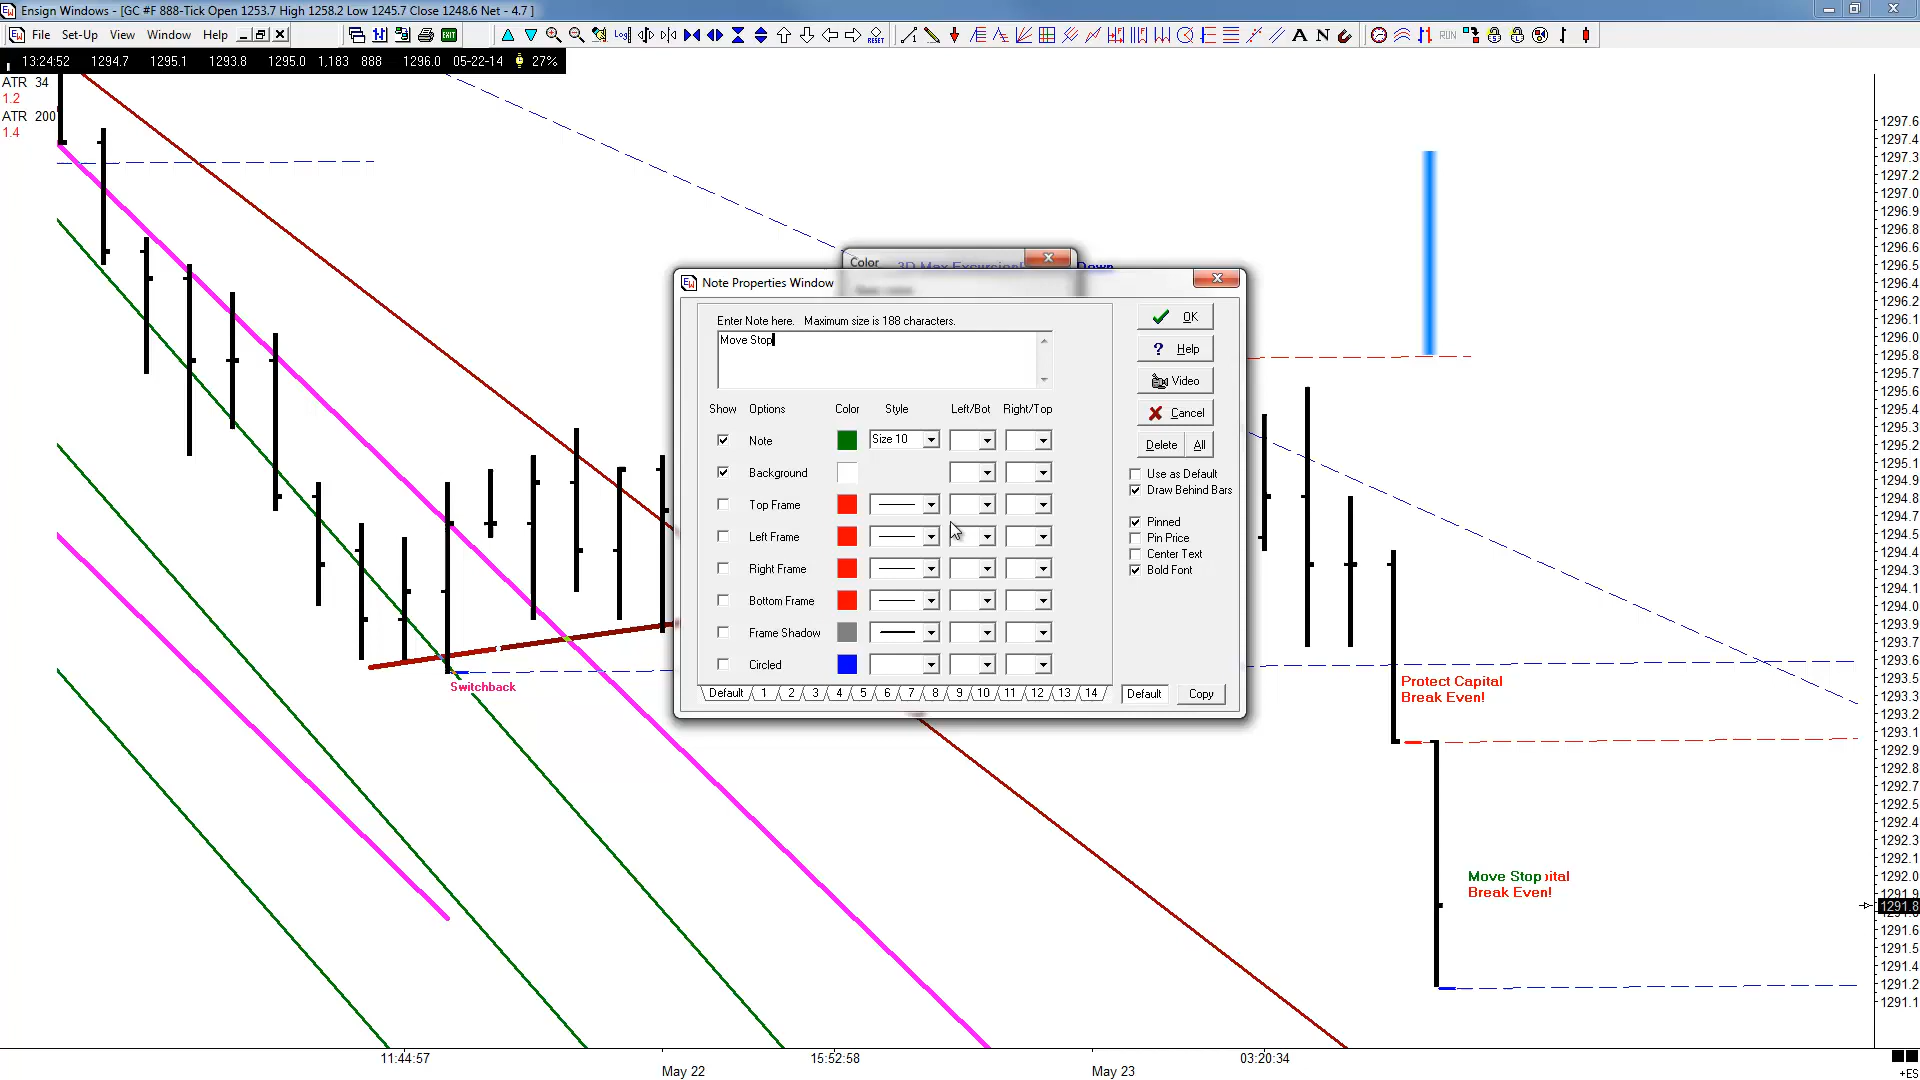 Ensign Windows - [GC #F 888-Tick Open 1253.7 High 1258.2 Low 1245.7 Close 1248.6 Net - 4.7 ]
File Set-Up View Window Help
13:24:52 1294.7 1295.1 1293.8 1295.0 1,183 888 1296.0 05-22-14 27%
ATR 34
1.2
ATR 200
1.4
Color
3D Max Excursion
Down
Note Properties Window
Enter Note here. Maximum size is 188 characters.
Move Stop
Show Options Color Style Left/Bot Right/Top
Note Size 10
Background
Top Frame
Left Frame
Right Frame
Bottom Frame
Frame Shadow
Circled
Default 1 2 3 4 5 6 7 8 9 10 11 12 13 14
OK
Help
Video
Cancel
Delete All
Use as Default
Draw Behind Bars
Pinned
Pin Price
Center Text
Bold Font
Default Copy
Switchback
Protect Capital
Break Even!
Move Stop ital
Break Even!
1297.6
1297.4
1297.3
1297.2
1297.0
1296.9
1296.8
1296.6
1296.5
1296.4
1296.3
1296.1
1296.0
1295.8
1295.7
1295.6
1295.4
1295.3
1295.2
1295.1
1294.9
1294.8
1294.7
1294.5
1294.4
1294.3
1294.1
1294.0
1293.9
1293.7
1293.6
1293.5
1293.3
1293.2
1293.1
1292.9
1292.8
1292.7
1292.5
1292.4
1292.3
1292.1
1292.0
1291.9
1291.8
1291.6
1291.5
1291.4
1291.2
1291.1
11:44:57 15:52:58 03:20:34
May 22 May 23
+ES